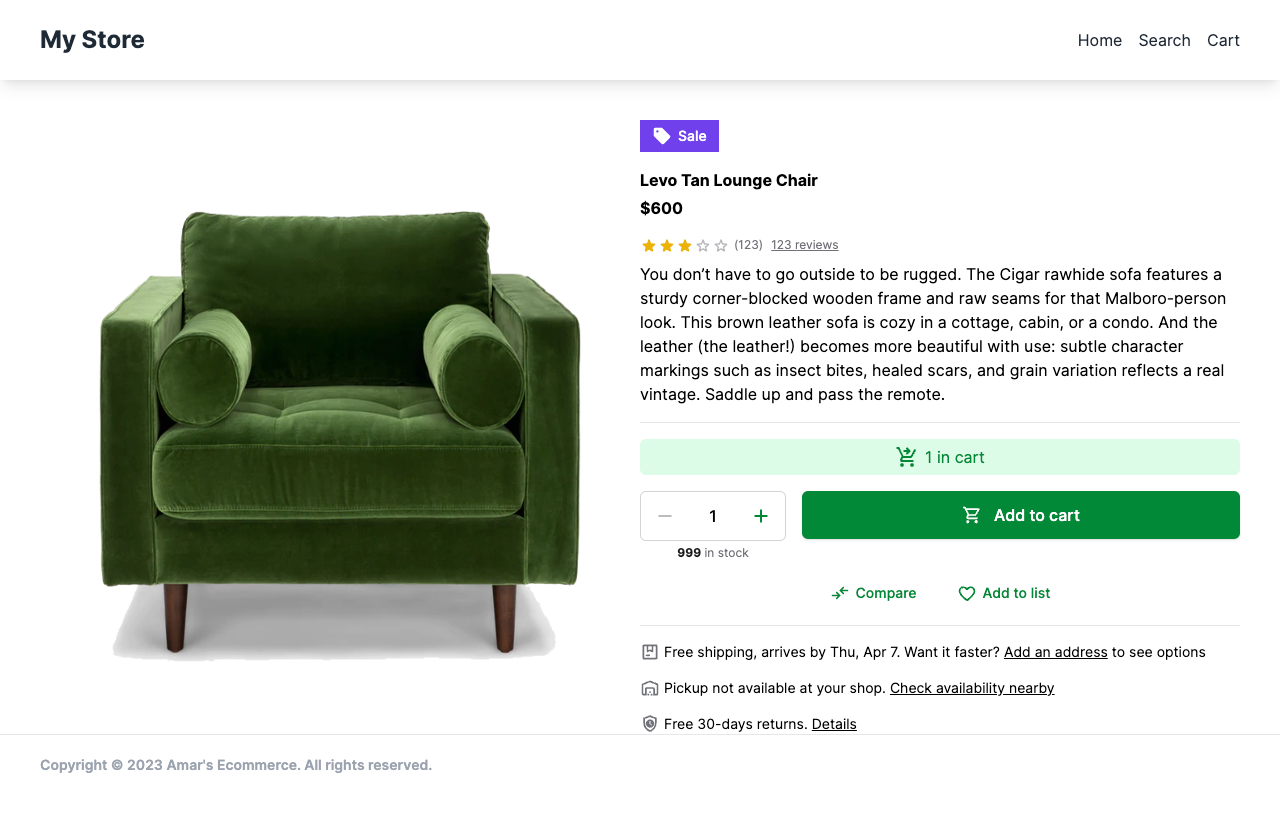 My Store
Home Search Cart
Sale
Levo Tan Lounge Chair
$600
(123) 123 reviews
You don’t have to go outside to be rugged. The Cigar rawhide sofa features a
sturdy corner-blocked wooden frame and raw seams for that Malboro-person
look. This brown leather sofa is cozy in a cottage, cabin, or a condo. And the
leather (the leather!) becomes more beautiful with use: subtle character
markings such as insect bites, healed scars, and grain variation reflects a real
vintage. Saddle up and pass the remote.
1 in cart
1
Add to cart
999 in stock
Compare
Add to list
Free shipping, arrives by Thu, Apr 7. Want it faster? Add an address to see options
Pickup not available at your shop. Check availability nearby
Free 30-days returns. Details
Copyright © 2023 Amar's Ecommerce. All rights reserved.